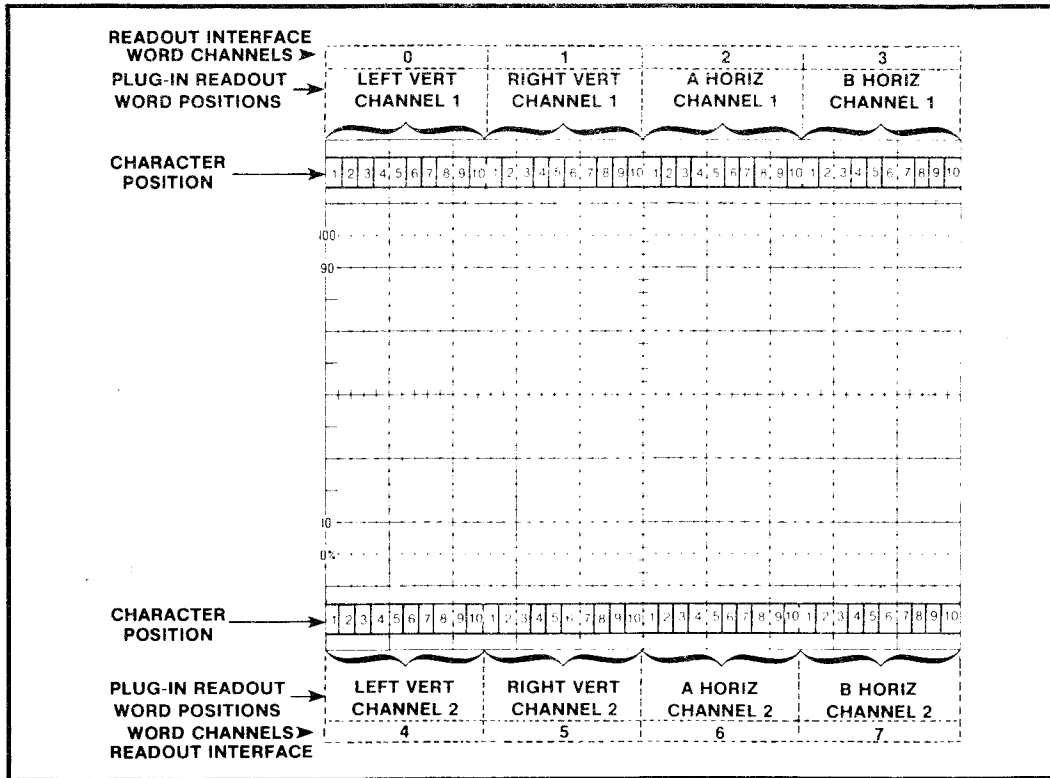 READOUT INTERFACE
WORD CHANNELS 0 1 2 3
PLUG-IN READOUT
WORD POSITIONS
LEFT VERT
CHANNEL 1
RIGHT VERT
CHANNEL 1
A HORIZ
CHANNEL 1
B HORIZ
CHANNEL 1
CHARACTER
POSITION
1 2 3 4 5 6 7 8 9 10 1 2 3 4 5 6 7 8 9 10 1 2 3 4 5 6 7 8 9 10 1 2 3 4 5 6 7 8 9 10
100
90
10
0%
CHARACTER
POSITION
1 2 3 4 5 6 7 8 9 10 1 2 3 4 5 6 7 8 9 10 1 2 3 4 5 6 7 8 9 10 1 2 3 4 5 6 7 8 9 10
PLUG-IN READOUT
WORD POSITIONS
LEFT VERT
CHANNEL 2
RIGHT VERT
CHANNEL 2
A HORIZ
CHANNEL 2
B HORIZ
CHANNEL 2
WORD CHANNELS 4 5 6 7
READOUT INTERFACE